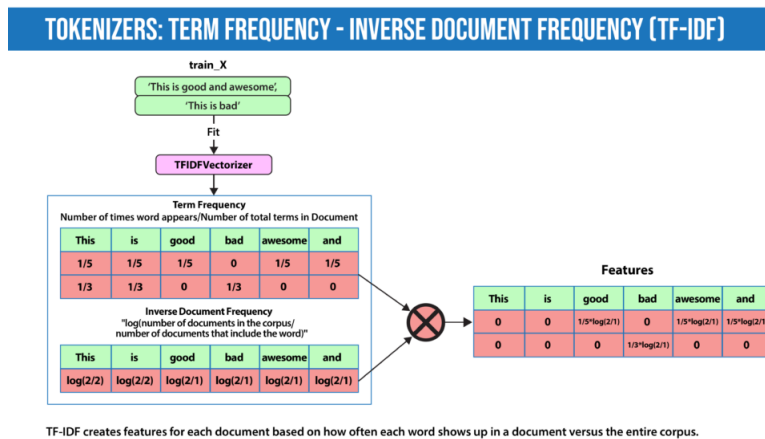 TOKENIZERS: TERM FREQUENCY - INVERSE DOCUMENT FREQUENCY (TF-IDF)
train_X
'This is good and awesome',
'This is bad'
Fit
TFIDFVectorizer
Term Frequency
Number of times word appears/Number of total terms in Document
This is good bad awesome and
1/5 1/5 1/5 0 1/5 1/5
1/3 1/3 0 1/3 0 0
Inverse Document Frequency
"log(number of documents in the corpus/
number of documents that include the word)"
This is good bad awesome and
log(2/2) log(2/2) log(2/1) log(2/1) log(2/1) log(2/1)
Features
This is good bad awesome and
0 0 1/5*log(2/1) 0 1/5*log(2/1) 1/5*log(2/1)
0 0 0 1/3*log(2/1) 0 0
TF-IDF creates features for each document based on how often each word shows up in a document versus the entire corpus.